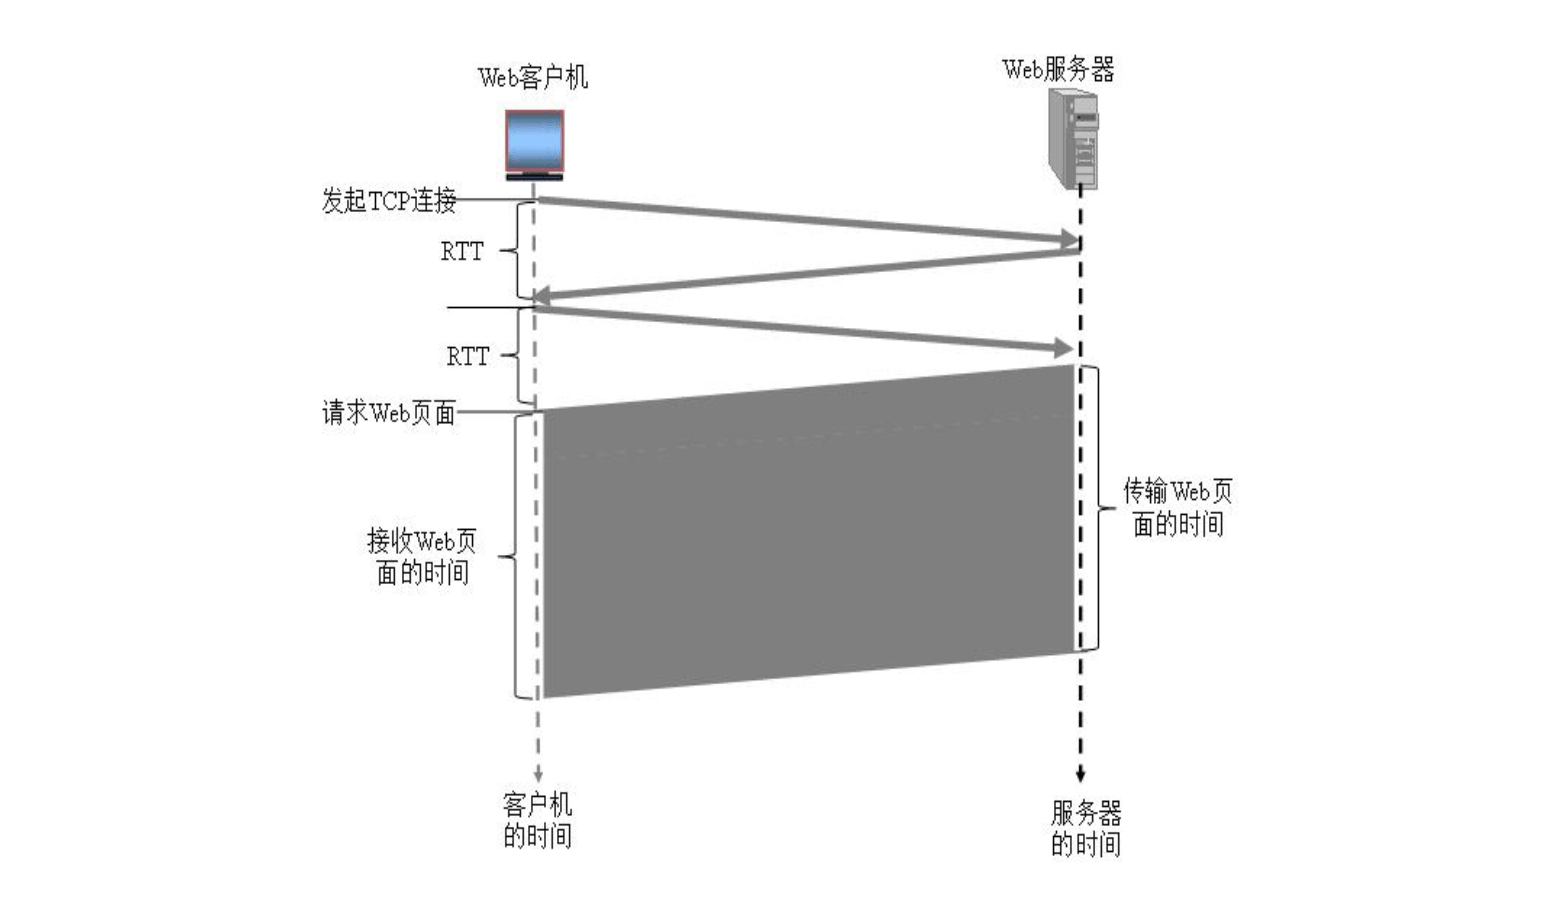 Web客户机
Web服务器
发起TCP连接
RTT
RTT
请求Web页面
接收Web页
面的时间
传输Web页
面的时间
客户机
的时间
服务器
的时间